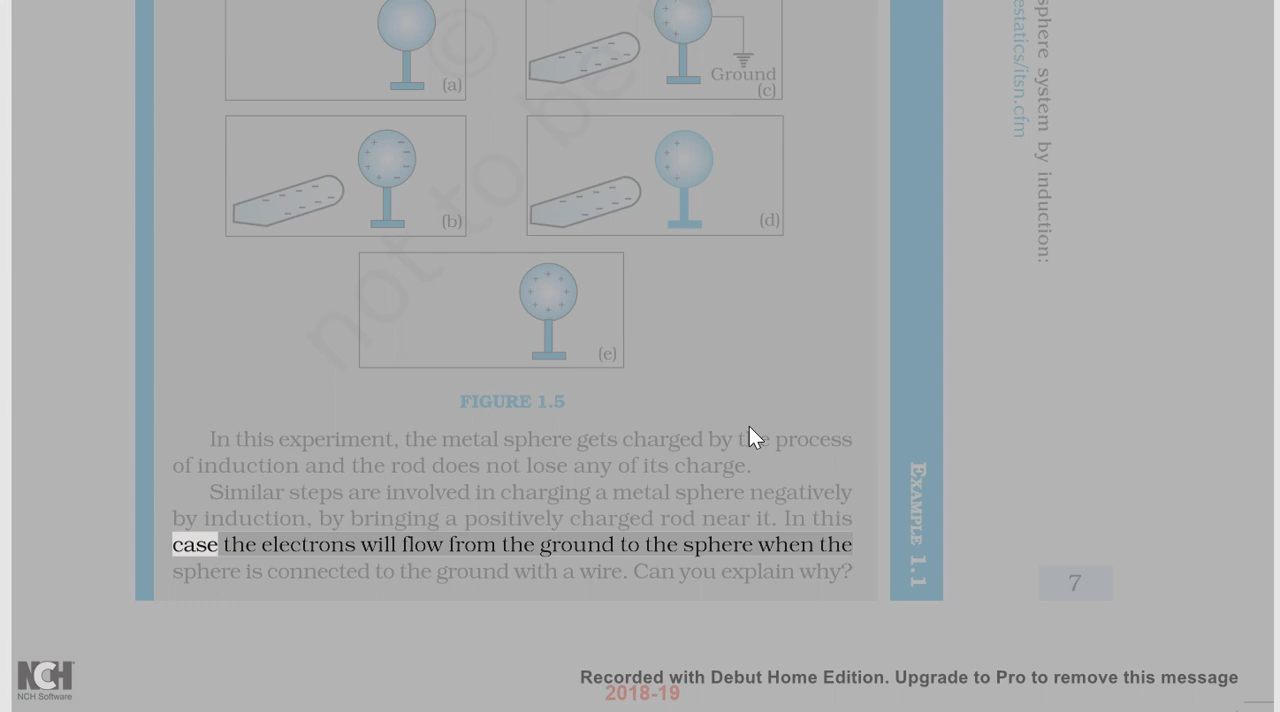 (a)
Ground
(c)
(b)
(d)
(e)
FIGURE 1.5
In this experiment, the metal sphere gets charged by the process
of induction and the rod does not lose any of its charge.
Similar steps are involved in charging a metal sphere negatively
by induction, by bringing a positively charged rod near it. In this
case the electrons will flow from the ground to the sphere when the
sphere is connected to the ground with a wire. Can you explain why?
EXAMPLE 1.1
sphere system by induction:
estatics/itsn.cfm
7
not to be
©
NCH
NCH Software
Recorded with Debut Home Edition. Upgrade to Pro to remove this message
2018-19